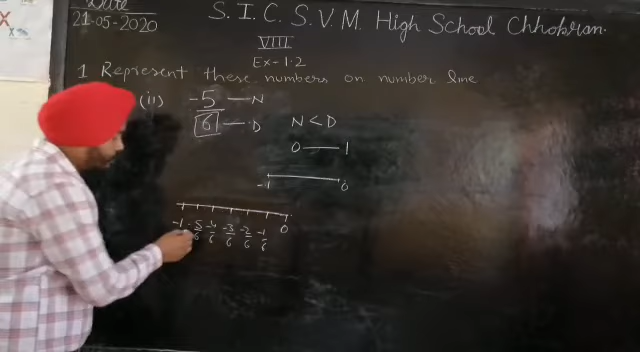 Date
21-05-2020
S. I. C. S. V. M. High School Chhokran.
VIII
Ex-1.2
1 Represent these numbers on number line
(ii) -5 — N
6 — D
N < D
0 — 1
-1 0
-1 -5/6 -4/6 -3/6 -2/6 -1/6 0